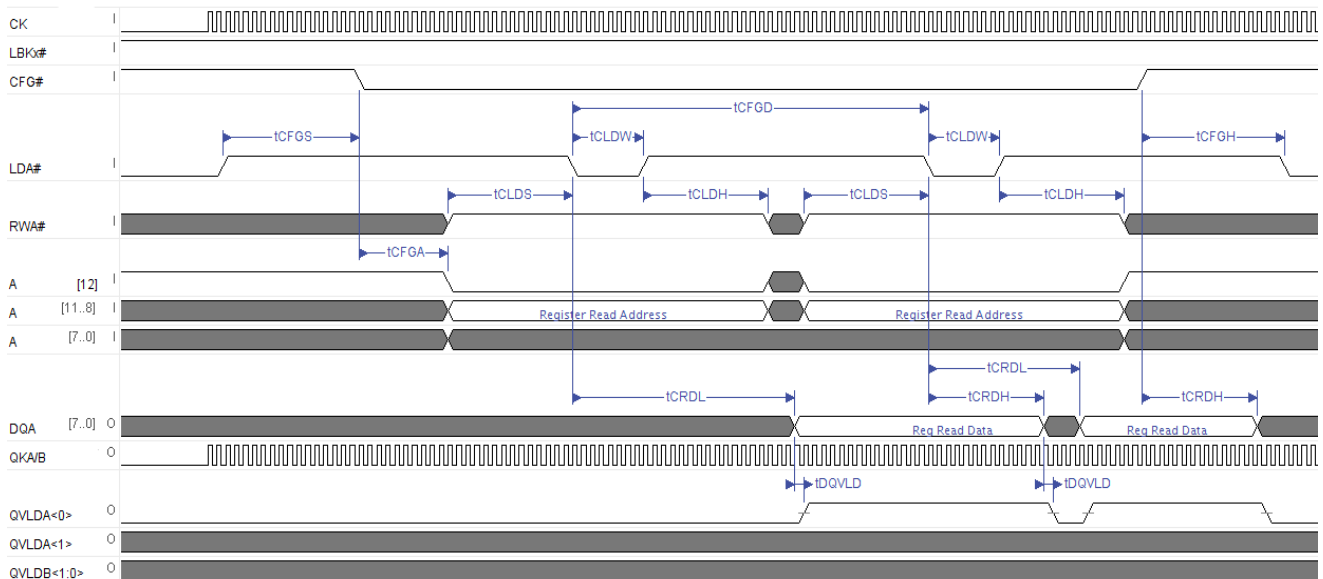 CK I
LBKx# I
CFG# I
tCFGD
tCFGS tCLDW tCLDW tCFGH
LDA# I
tCLDS tCLDH tCLDS tCLDH
RWA# I
tCFGA
A [12] I
A [11..8] I Register Read Address Register Read Address
A [7..0] I
tCRDL
tCRDL tCRDH tCRDH
DQA [7..0] O Reg Read Data Reg Read Data
QKA/B O
tDQVLD tDQVLD
QVLDA<0> O
QVLDA<1> O
QVLDB<1:0> O